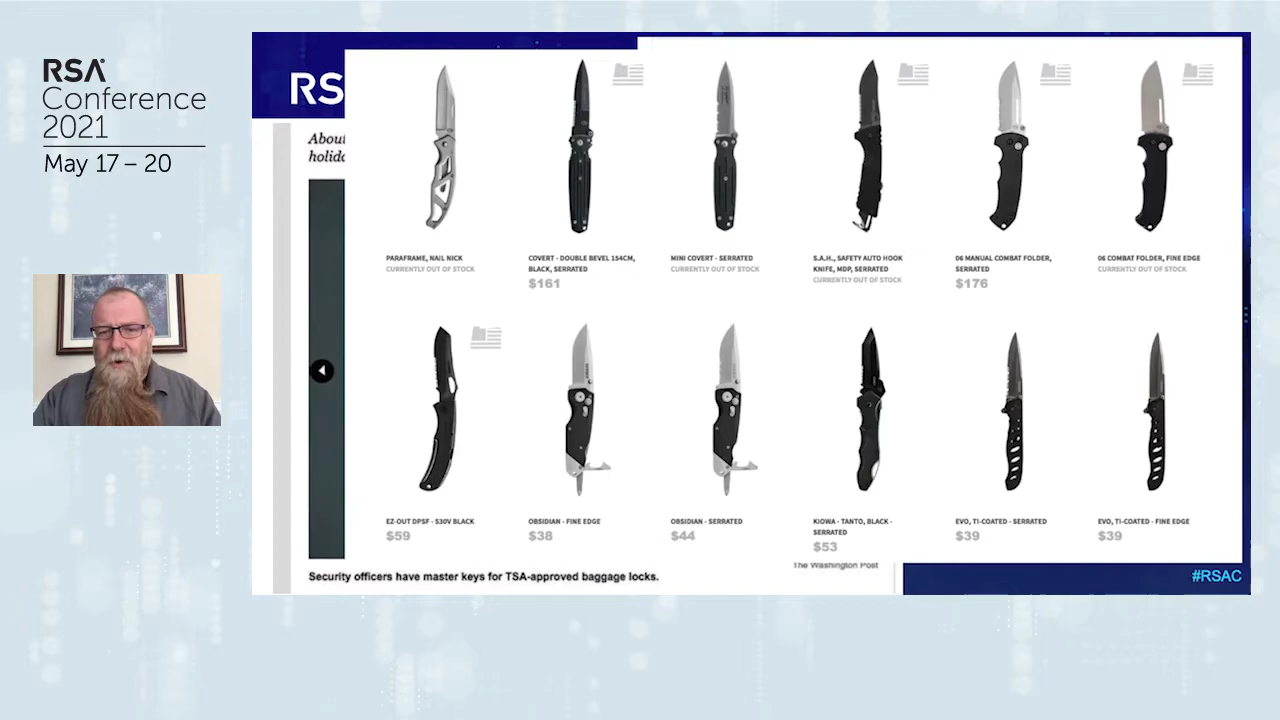 RSA
Conference
2021
May 17 – 20
RS
About
holida
PARAFRAME, NAIL NICK
CURRENTLY OUT OF STOCK
COVERT - DOUBLE BEVEL 154CM,
BLACK, SERRATED
$161
MINI COVERT - SERRATED
CURRENTLY OUT OF STOCK
S.A.H., SAFETY AUTO HOOK
KNIFE, MDP, SERRATED
CURRENTLY OUT OF STOCK
06 MANUAL COMBAT FOLDER,
SERRATED
$176
06 COMBAT FOLDER, FINE EDGE
CURRENTLY OUT OF STOCK
EZ-OUT DPSF - S30V BLACK
$59
OBSIDIAN - FINE EDGE
$38
OBSIDIAN - SERRATED
$44
KIOWA - TANTO, BLACK -
SERRATED
$53
EVO, TI-COATED - SERRATED
$39
EVO, TI-COATED - FINE EDGE
$39
The Washington Post
Security officers have master keys for TSA-approved baggage locks.
#RSAC